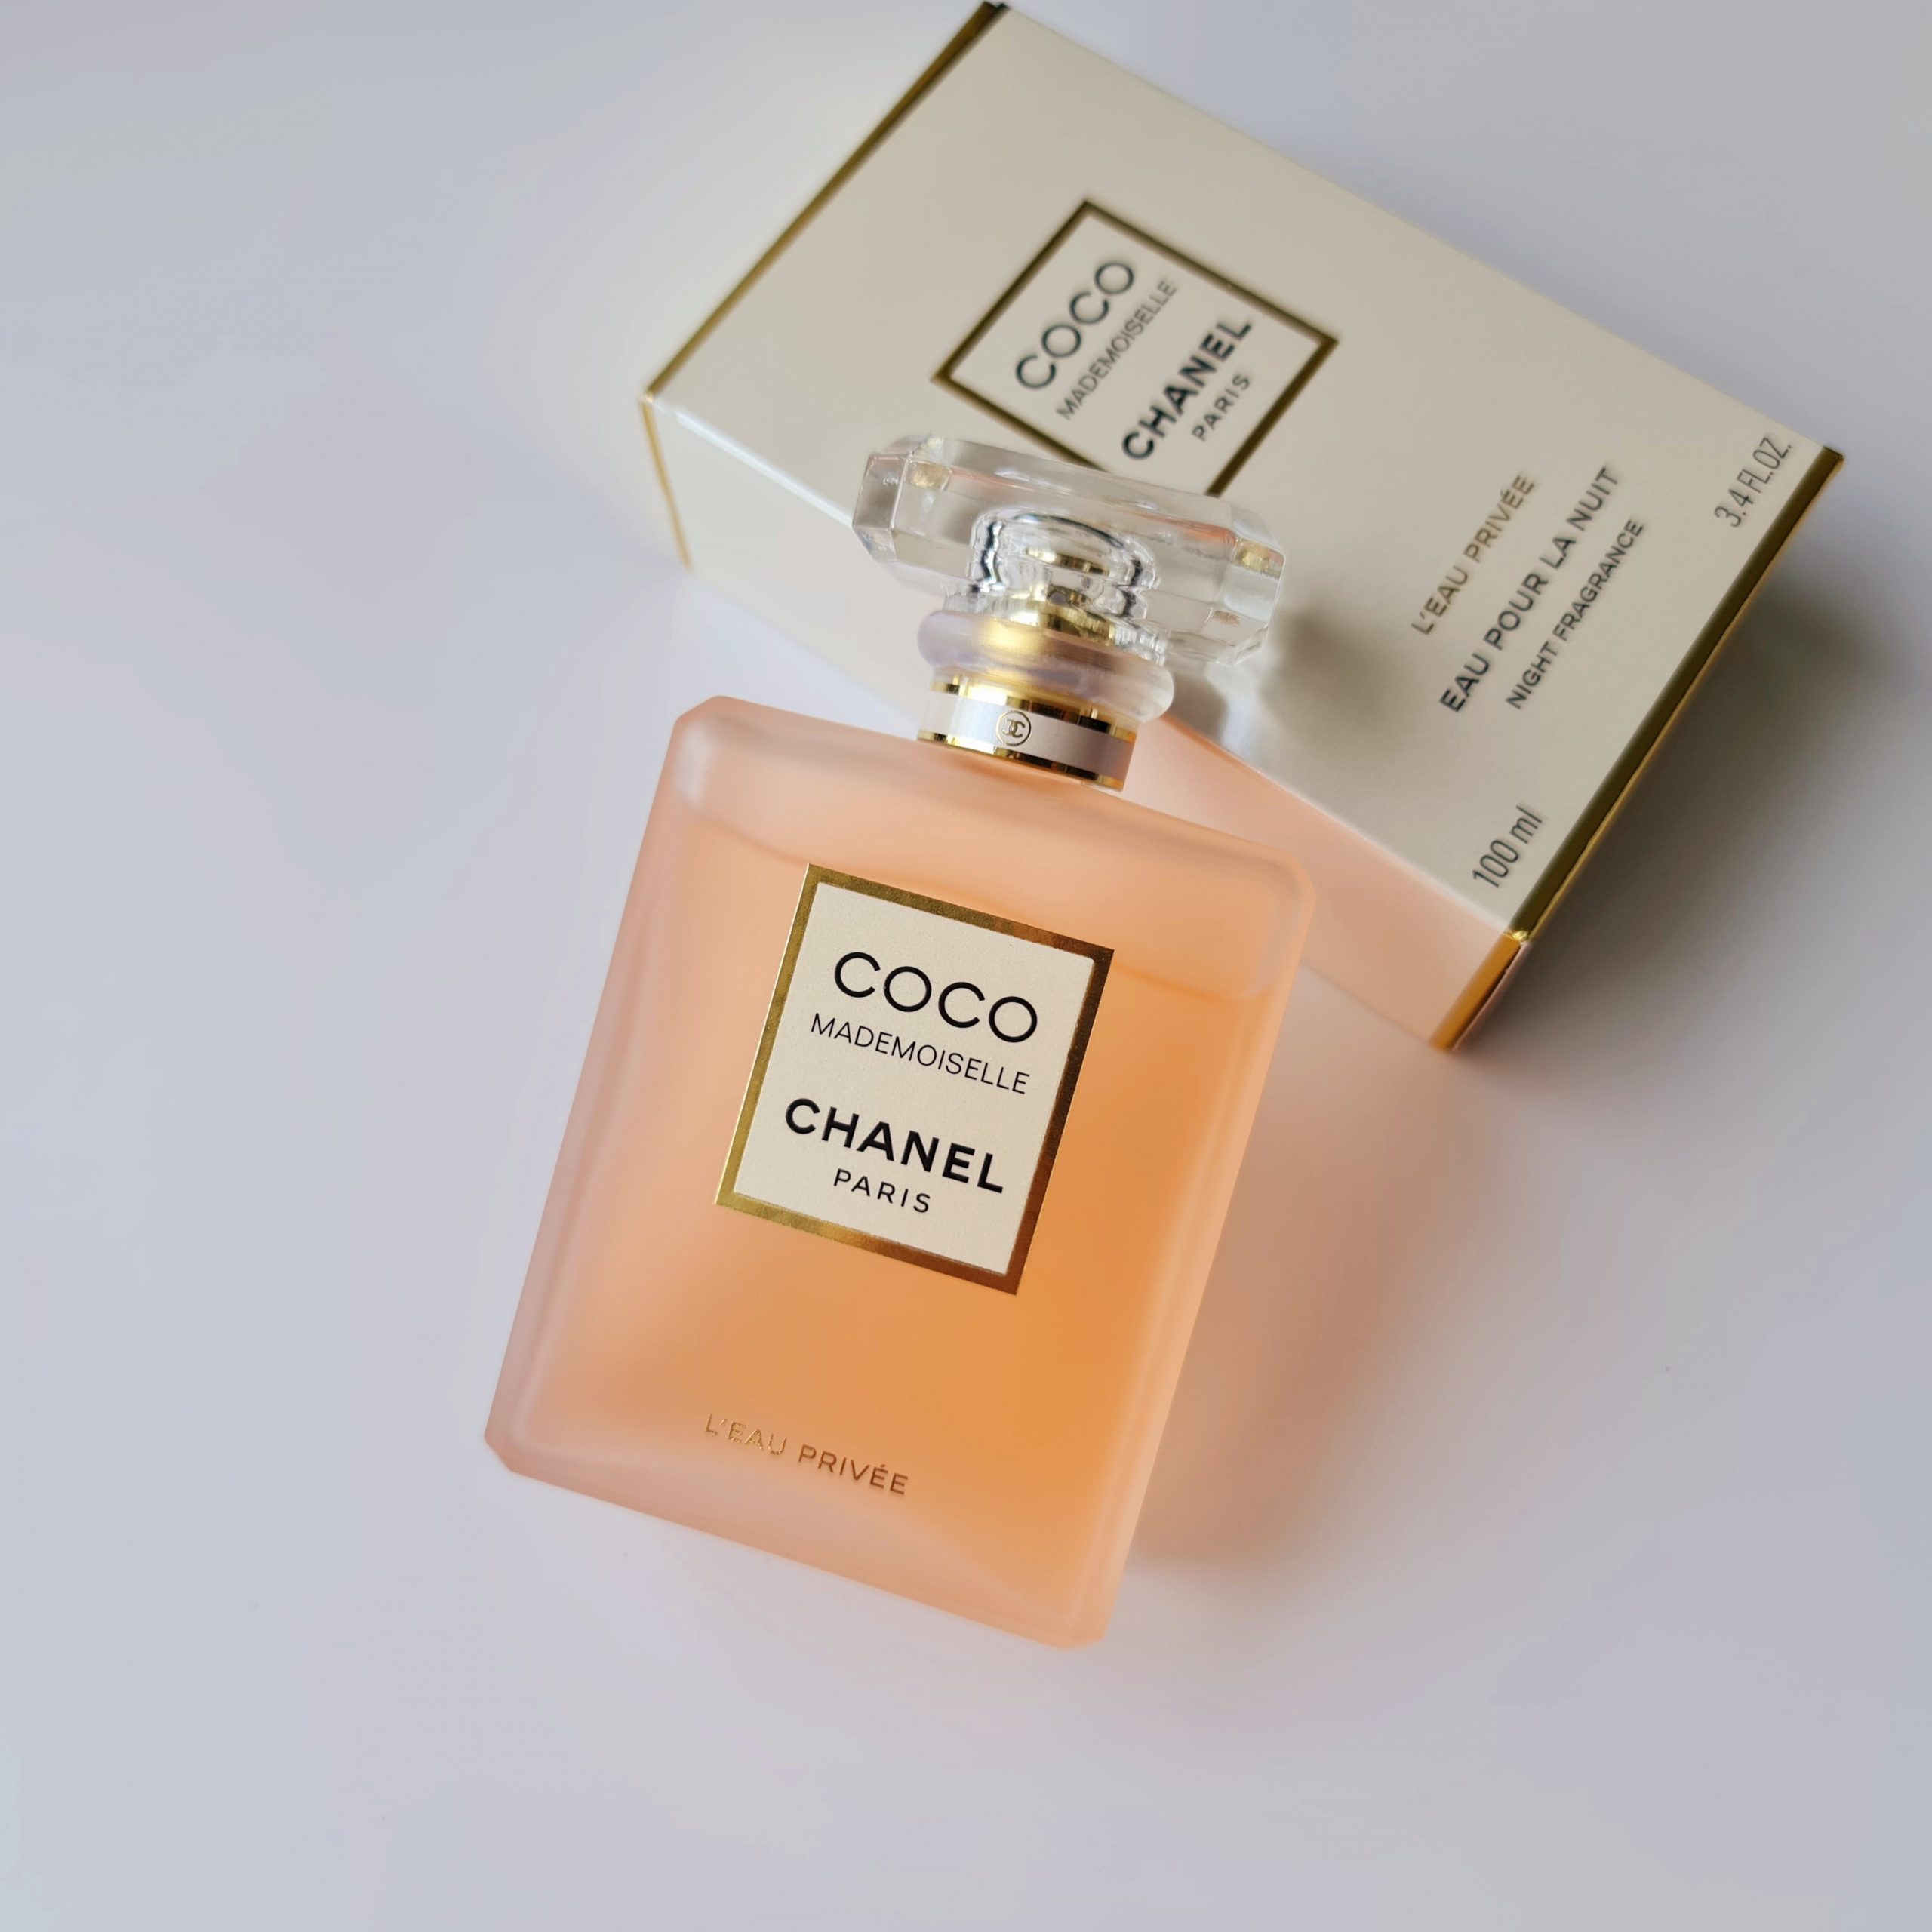 COCO
MADEMOISELLE
CHANEL
PARIS
L'EAU PRIVÉE
EAU POUR LA NUIT
NIGHT FRAGRANCE
3.4 FL.OZ.
100 ml
COCO
MADEMOISELLE
CHANEL
PARIS
L'EAU PRIVÉE